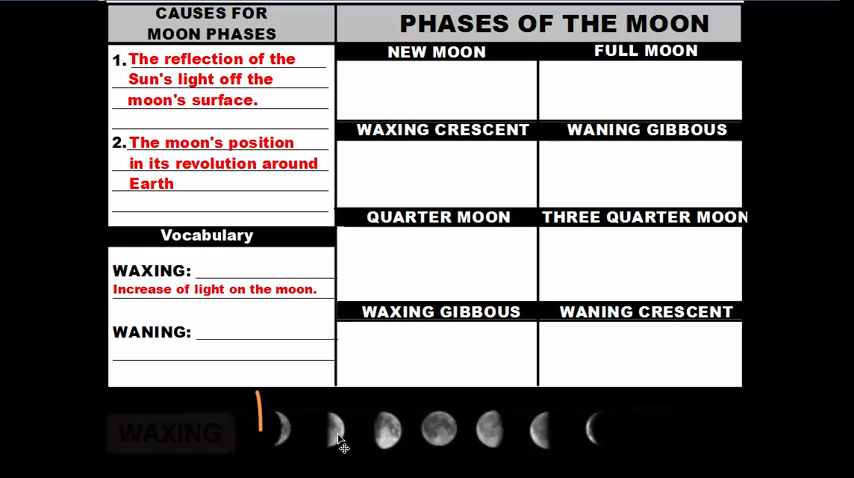 CAUSES FOR
MOON PHASES
1. The reflection of the
Sun's light off the
moon's surface.
2. The moon's position
in its revolution around
Earth
Vocabulary
WAXING:
Increase of light on the moon.
WANING:
PHASES OF THE MOON
NEW MOON
FULL MOON
WAXING CRESCENT
WANING GIBBOUS
QUARTER MOON
THREE QUARTER MOON
WAXING GIBBOUS
WANING CRESCENT
WAXING